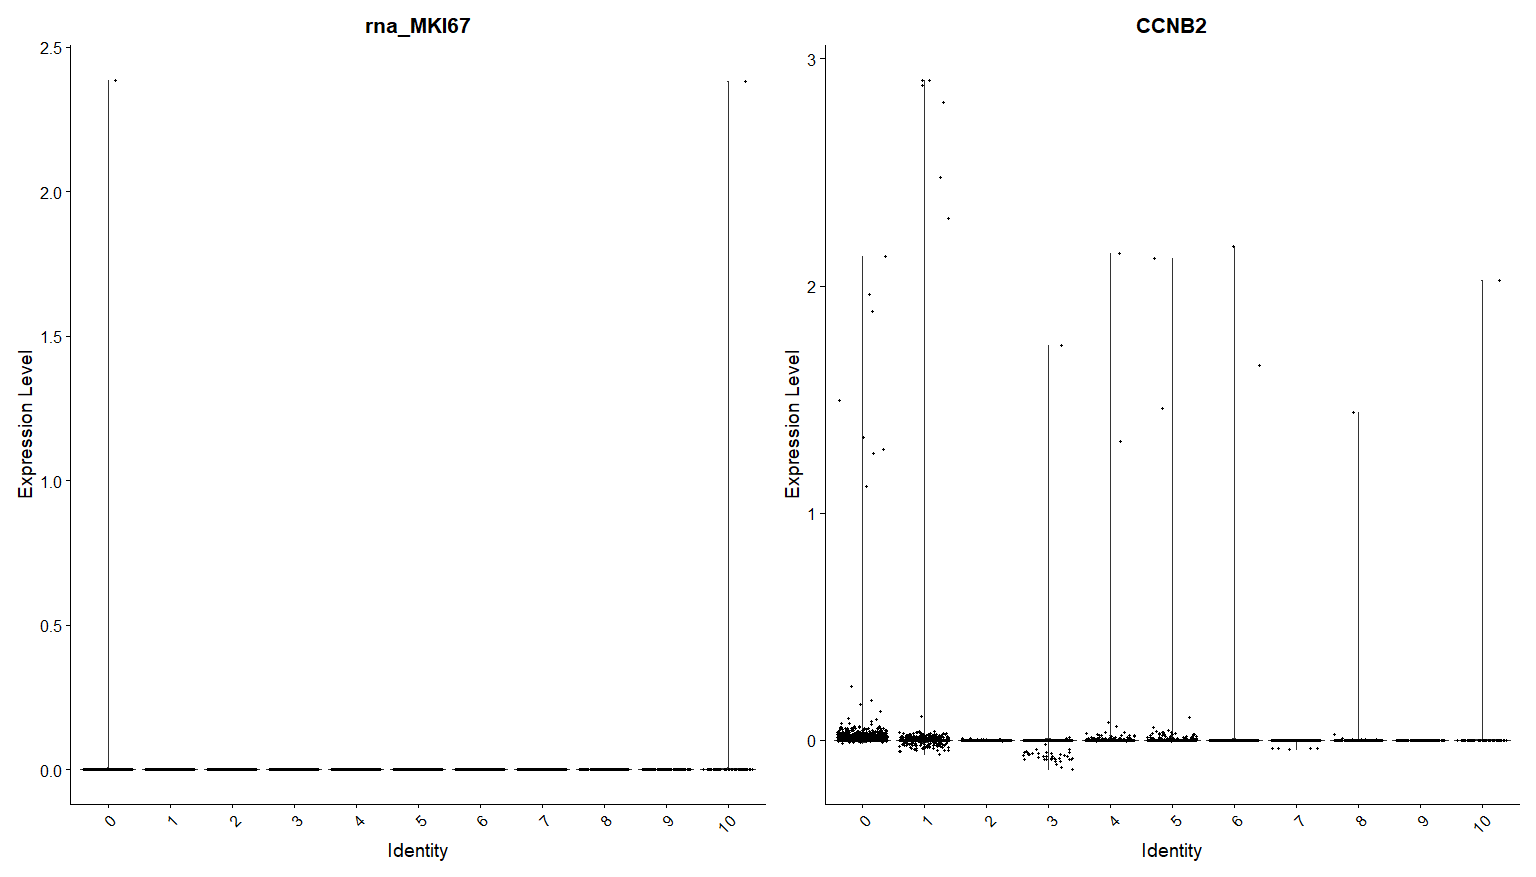 rna_MKI67
Expression Level
2.5
2.0
1.5
1.0
0.5
0.0
0 1 2 3 4 5 6 7 8 9 10
Identity
CCNB2
Expression Level
3
2
1
0
0 1 2 3 4 5 6 7 8 9 10
Identity